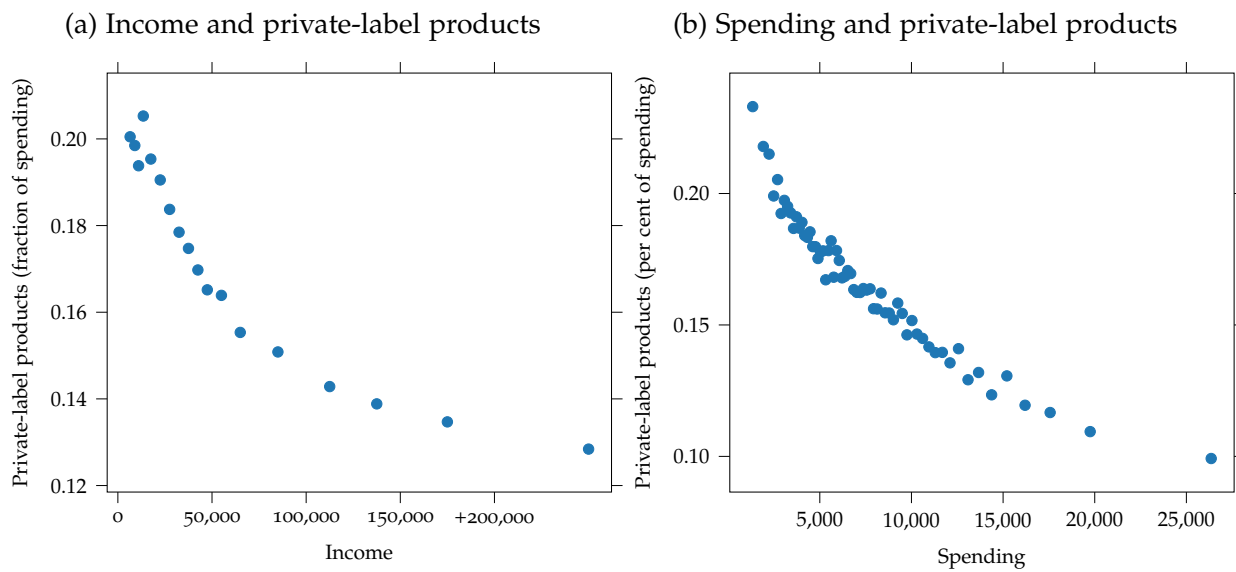 (a) Income and private-label products
Private-label products (fraction of spending)
0.20
0.18
0.16
0.14
0.12
0 50,000 100,000 150,000 +200,000
Income
(b) Spending and private-label products
Private-label products (per cent of spending)
0.20
0.15
0.10
5,000 10,000 15,000 20,000 25,000
Spending